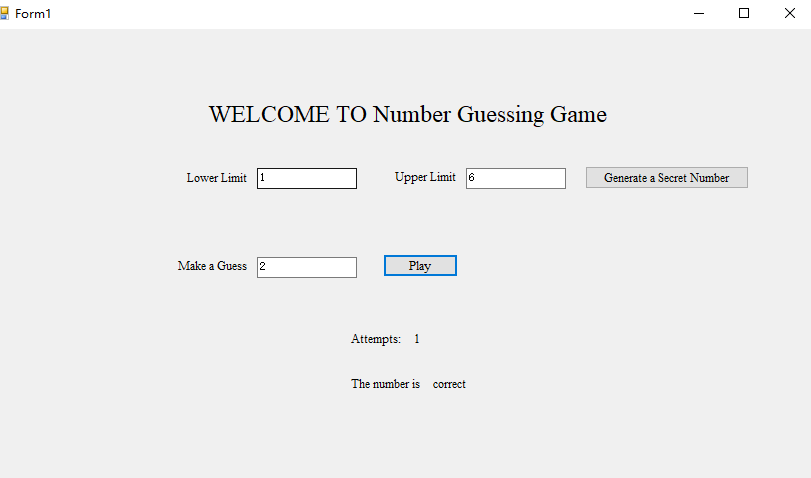 Form1
WELCOME TO Number Guessing Game
Lower Limit 1 Upper Limit 6 Generate a Secret Number
Make a Guess 2 Play
Attempts: 1
The number is correct